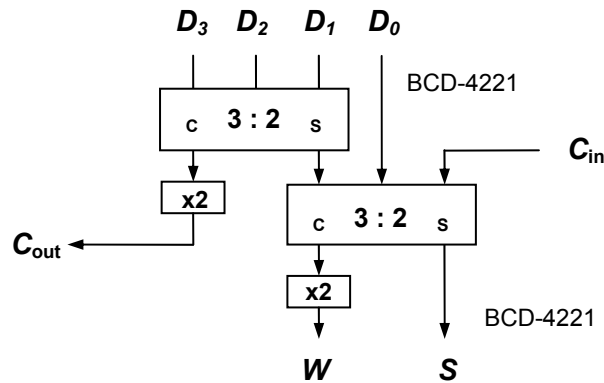 D3 D2 D1 D0
BCD-4221
C 3 : 2 S
Cin
x2
C 3 : 2 S
Cout
x2
BCD-4221
W S